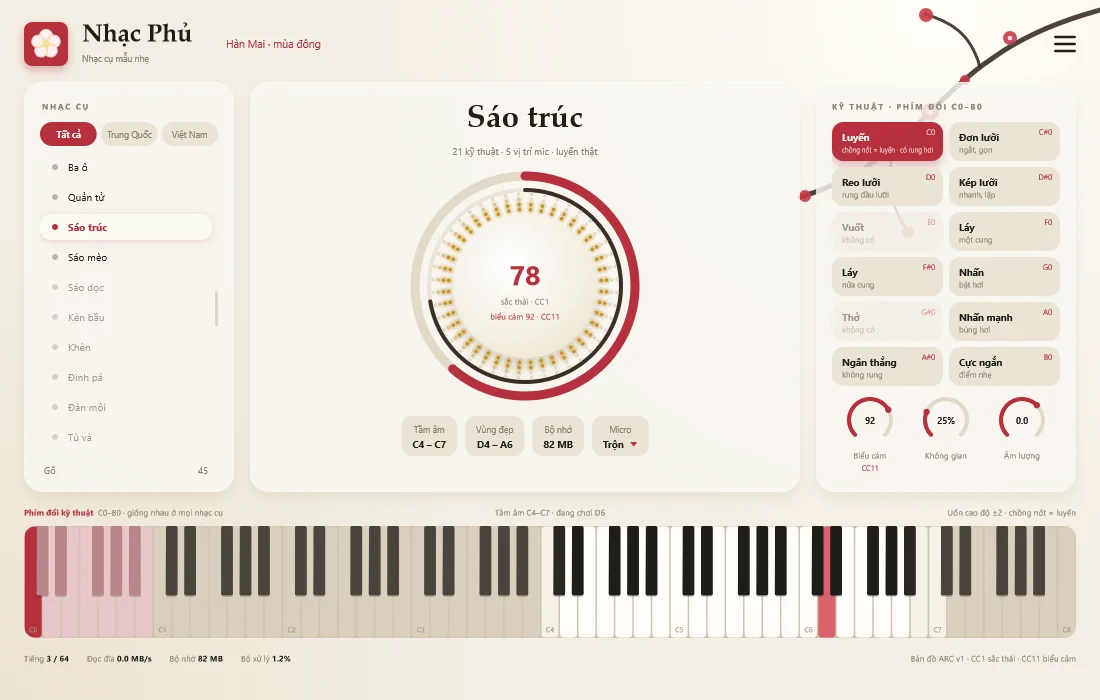 Nhạc Phủ
Nhạc cụ mẫu nhẹ
Hàn Mai · mùa đông
NHẠC CỤ
Tất cả
Trung Quốc
Việt Nam
Ba ô
Quản tử
Sáo trúc
Sáo mèo
Sáo dọc
Kèn bầu
Khèn
Đinh pá
Đàn môi
Tù và
Gỗ
45
Sáo trúc
21 kỹ thuật · 5 vị trí mic · luyến thật
78
sắc thái · CC1
biểu cảm 92 · CC11
Tầm âm
C4 – C7
Vùng đẹp
D4 – A6
Bộ nhớ
82 MB
Micro
Trộn
KỸ THUẬT · PHÍM ĐỔI C0–B0
Luyến
C0
chồng nốt = luyến · có rung hơi
Đơn lưỡi
C#0
ngắt, gọn
Reo lưỡi
D0
rung đầu lưỡi
Kép lưỡi
D#0
nhanh, lặp
Vuốt
E0
không có
Láy
F0
một cung
Láy
F#0
nửa cung
Nhấn
G0
bật hơi
Thở
G#0
không có
Nhấn mạnh
A0
bùng hơi
Ngân thẳng
A#0
không rung
Cực ngắn
B0
điểm nhẹ
92
25%
0.0
Biểu cảm
CC11
Không gian
Âm lượng
Phím đổi kỹ thuật C0–B0 · giống nhau ở mọi nhạc cụ
Tầm âm C4–C7 · đang chơi D6
Uốn cao độ ±2 · chồng nốt = luyến
C0
C1
C2
C3
C4
C5
C6
C7
C8
Tiếng 3 / 64
Đọc đĩa 0.0 MB/s
Bộ nhớ 82 MB
Bộ xử lý 1.2%
Bản đồ ARC v1 · CC1 sắc thái · CC11 biểu cảm